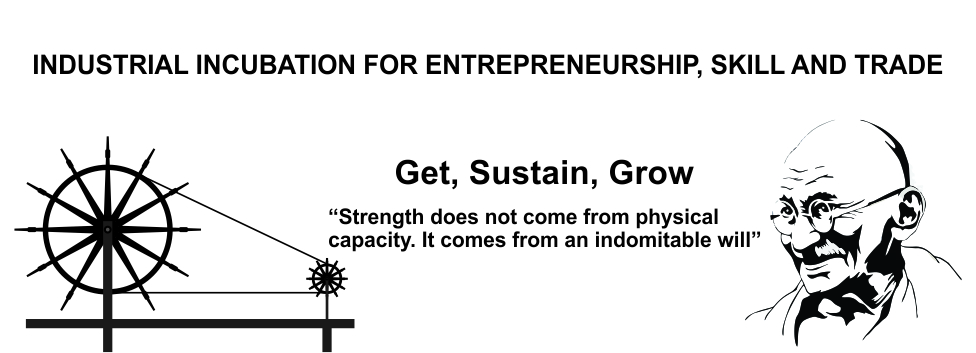 INDUSTRIAL INCUBATION FOR ENTREPRENEURSHIP, SKILL AND TRADE
Get, Sustain, Grow
“Strength does not come from physical
capacity. It comes from an indomitable will”